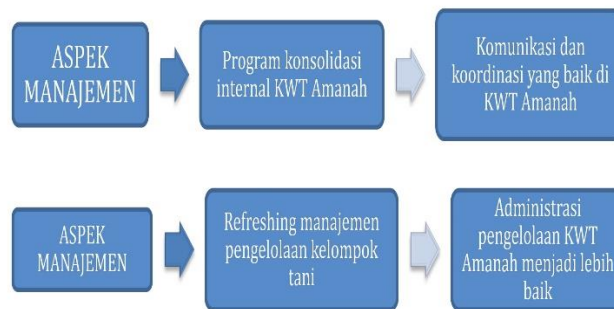 ASPEK
MANAJEMEN
Program konsolidasi
internal KWT Amanah
Komunikasi dan
koordinasi yang baik di
KWT Amanah
ASPEK
MANAJEMEN
Refreshing manajemen
pengelolaan kelompok
tani
Administrasi
pengelolaan KWT
Amanah menjadi lebih
baik